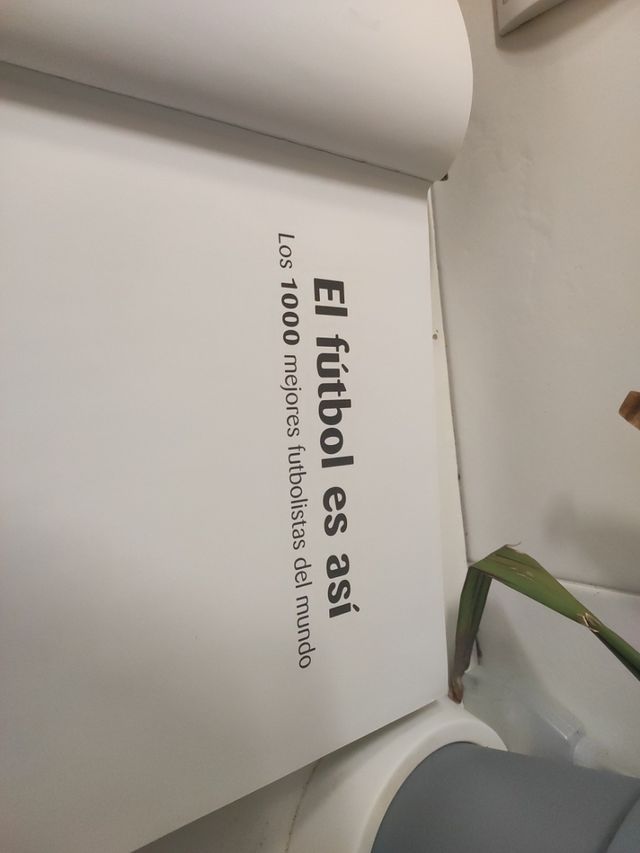 El fútbol es así
Los 1000 mejores futbolistas del mundo